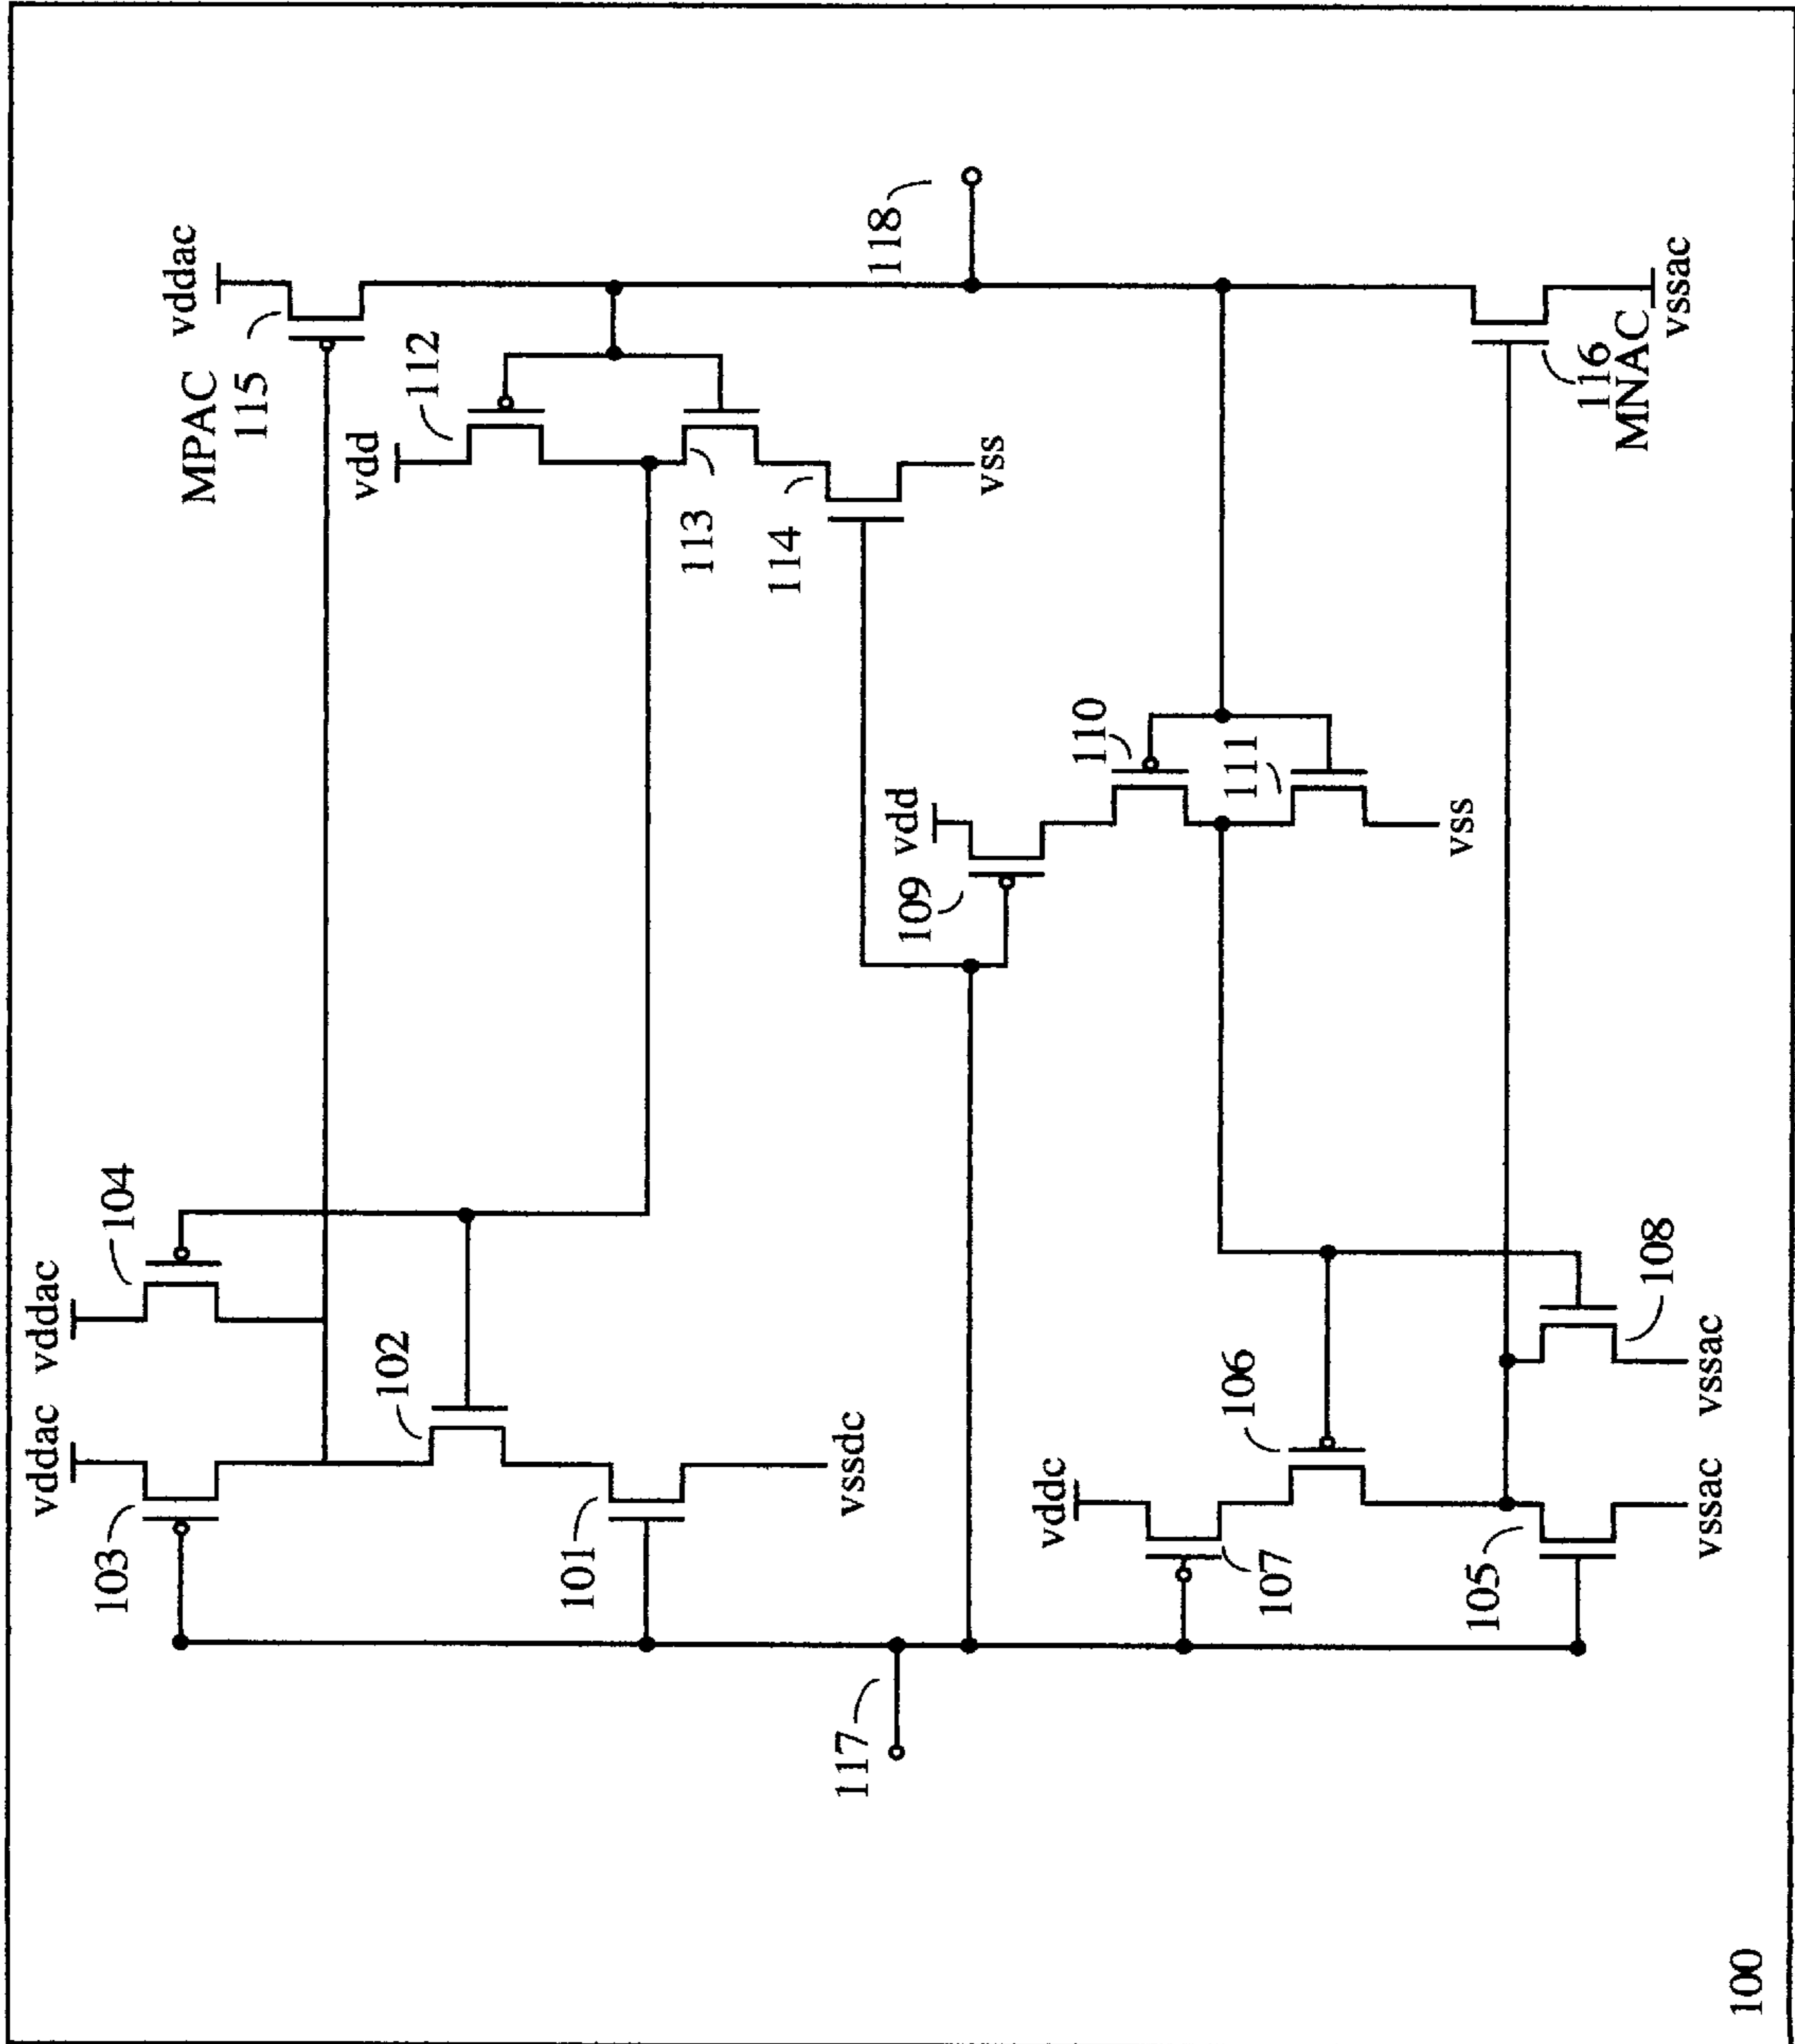 vddac vddac
103
104
102
101
vssdc
117
vdddc
107
106
105
108
vssac vssac
MPAC vddac
115
vdd
112
113
114
vss
118
vdd
109
110
111
vss
116
MNAC
vssac
100